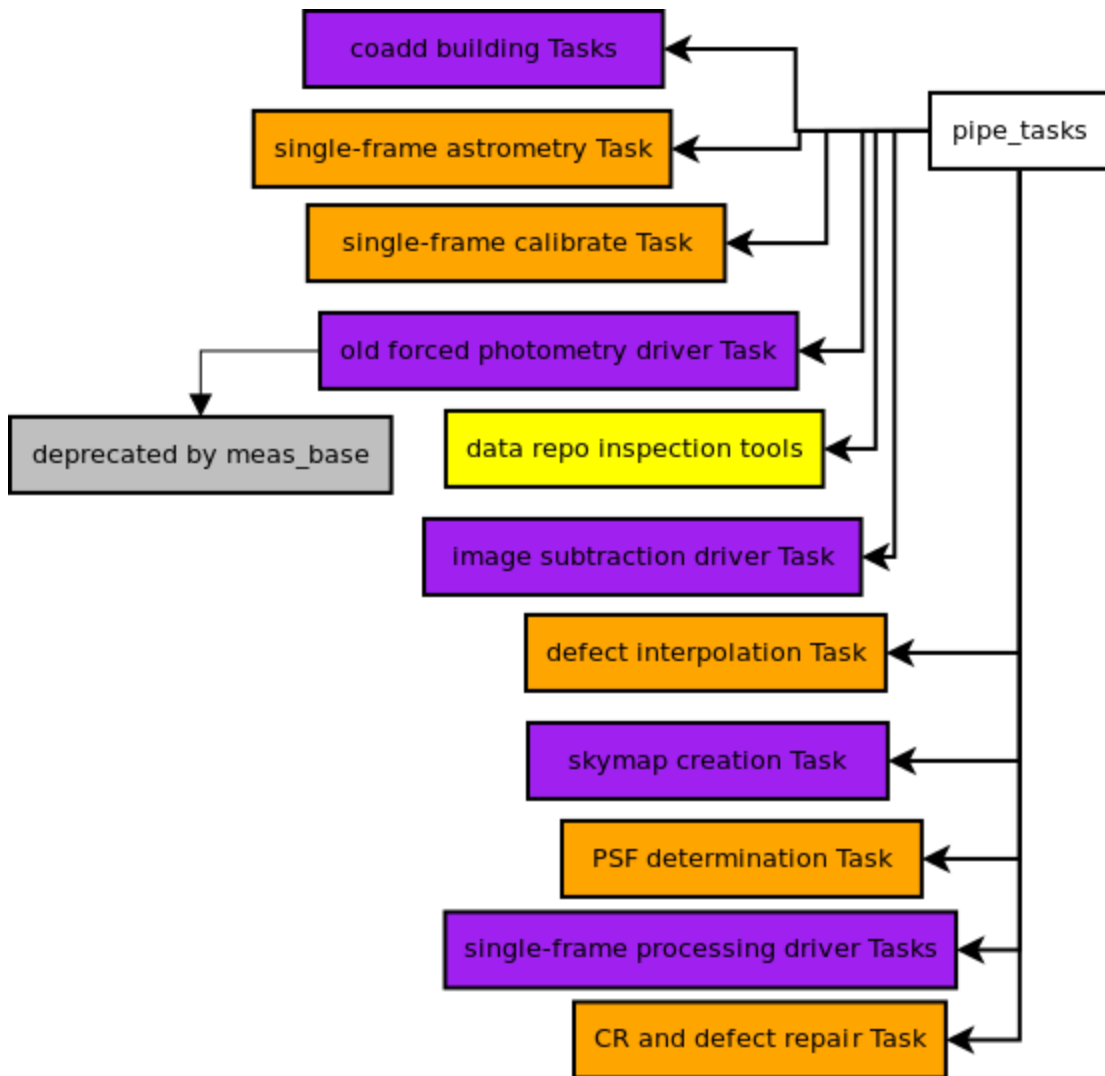 coadd building Tasks
pipe_tasks
single-frame astrometry Task
single-frame calibrate Task
old forced photometry driver Task
deprecated by meas_base
data repo inspection tools
image subtraction driver Task
defect interpolation Task
skymap creation Task
PSF determination Task
single-frame processing driver Tasks
CR and defect repair Task